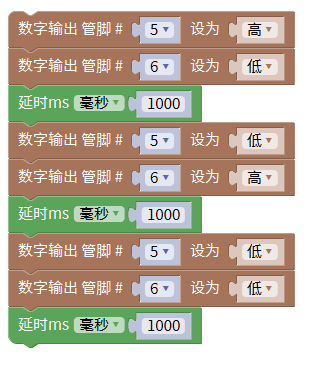 数字输出 管脚 # 5 设为 高
数字输出 管脚 # 6 设为 低
延时ms 毫秒 1000
数字输出 管脚 # 5 设为 低
数字输出 管脚 # 6 设为 高
延时ms 毫秒 1000
数字输出 管脚 # 5 设为 低
数字输出 管脚 # 6 设为 低
延时ms 毫秒 1000